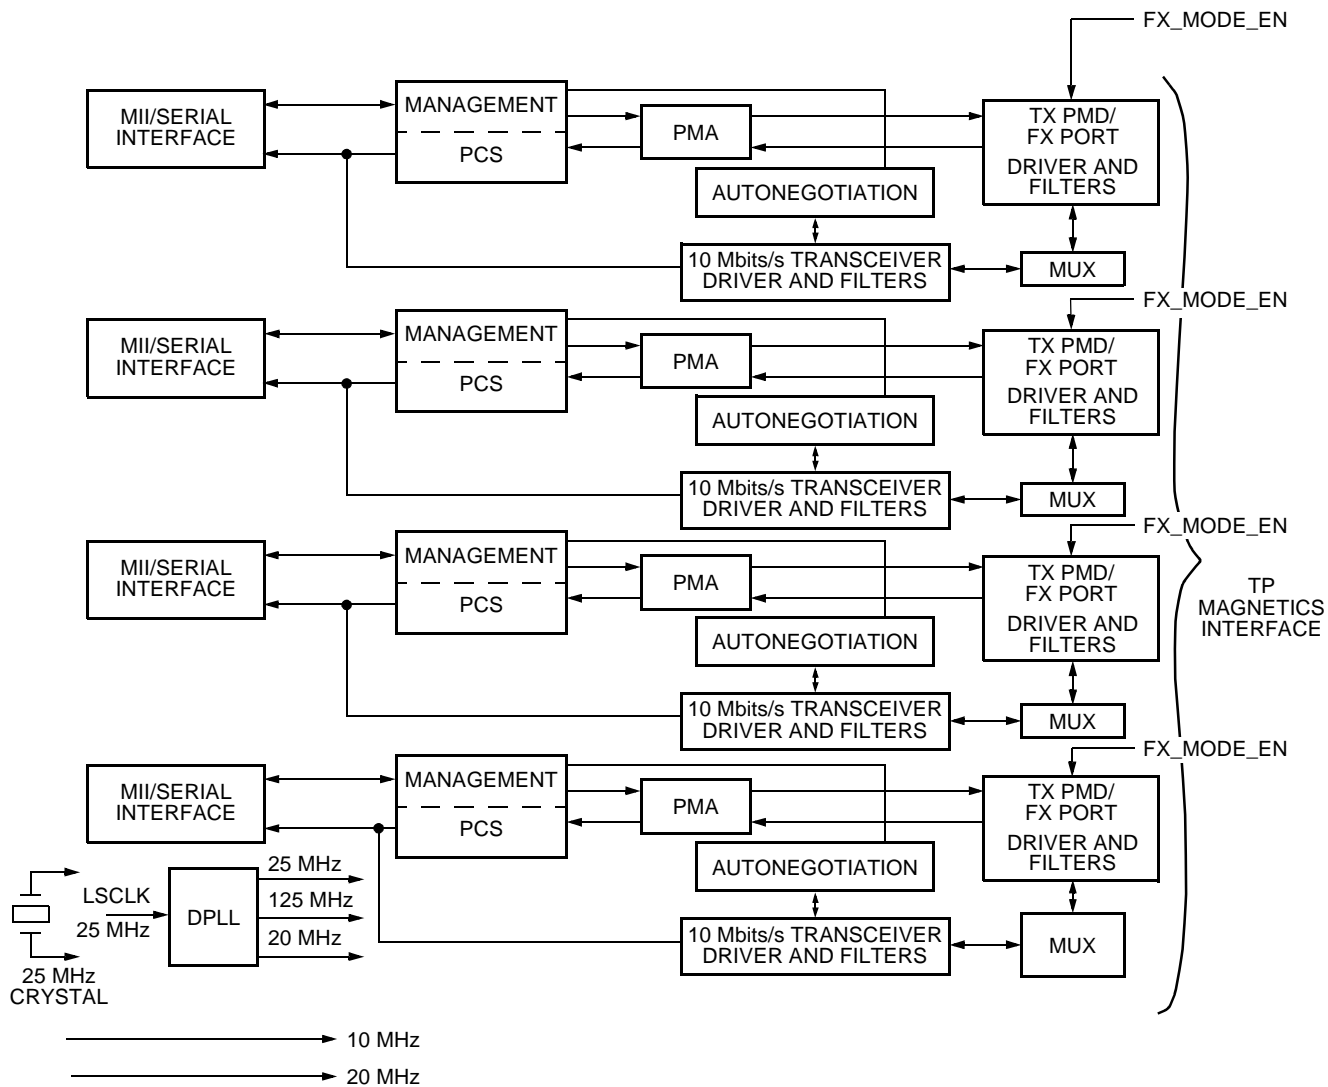 FX_MODE_EN
MII/SERIAL
INTERFACE
MANAGEMENT
PCS
PMA
TX PMD/
FX PORT
DRIVER AND
FILTERS
AUTONEGOTIATION
10 Mbits/s TRANSCEIVER
DRIVER AND FILTERS
MUX
FX_MODE_EN
MII/SERIAL
INTERFACE
MANAGEMENT
PCS
PMA
TX PMD/
FX PORT
DRIVER AND
FILTERS
AUTONEGOTIATION
10 Mbits/s TRANSCEIVER
DRIVER AND FILTERS
MUX
FX_MODE_EN
MII/SERIAL
INTERFACE
MANAGEMENT
PCS
PMA
TX PMD/
FX PORT
DRIVER AND
FILTERS
TP
MAGNETICS
INTERFACE
AUTONEGOTIATION
10 Mbits/s TRANSCEIVER
DRIVER AND FILTERS
MUX
FX_MODE_EN
MII/SERIAL
INTERFACE
MANAGEMENT
PCS
PMA
TX PMD/
FX PORT
DRIVER AND
FILTERS
AUTONEGOTIATION
10 Mbits/s TRANSCEIVER
DRIVER AND FILTERS
MUX
LSCLK
25 MHz
DPLL
25 MHz
125 MHz
20 MHz
25 MHz
CRYSTAL
10 MHz
20 MHz